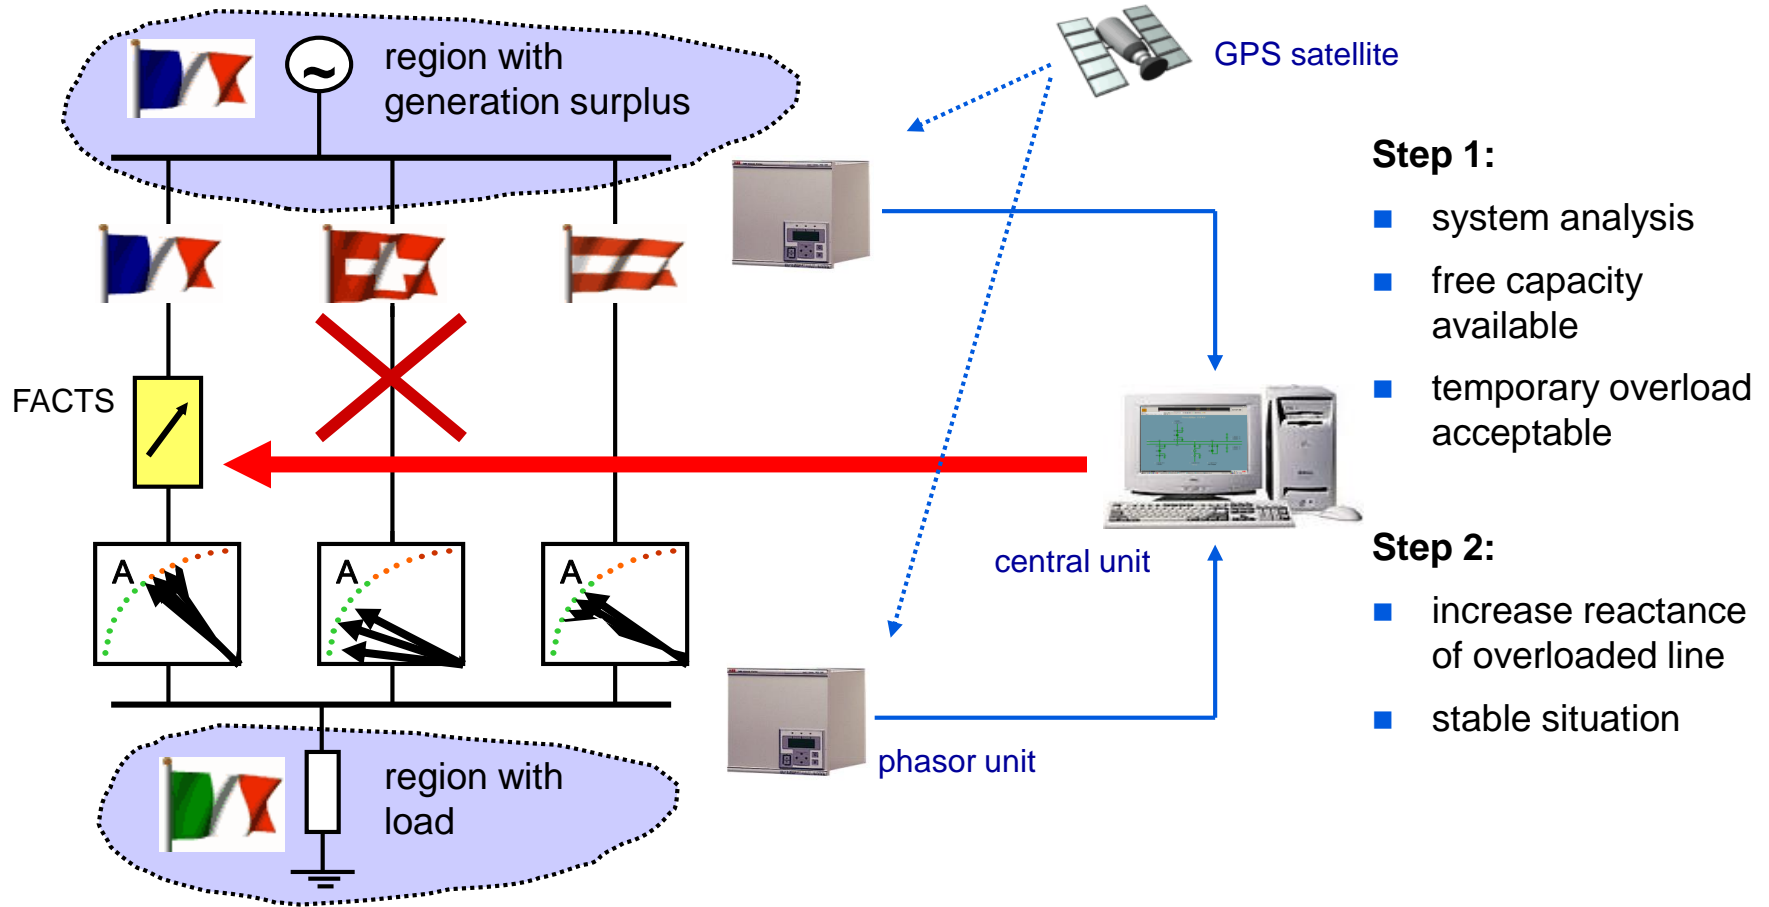 region with
generation surplus
GPS satellite
Step 1:
system analysis
free capacity
available
temporary overload
acceptable
FACTS
A
A
A
central unit
Step 2:
increase reactance
of overloaded line
stable situation
phasor unit
region with
load